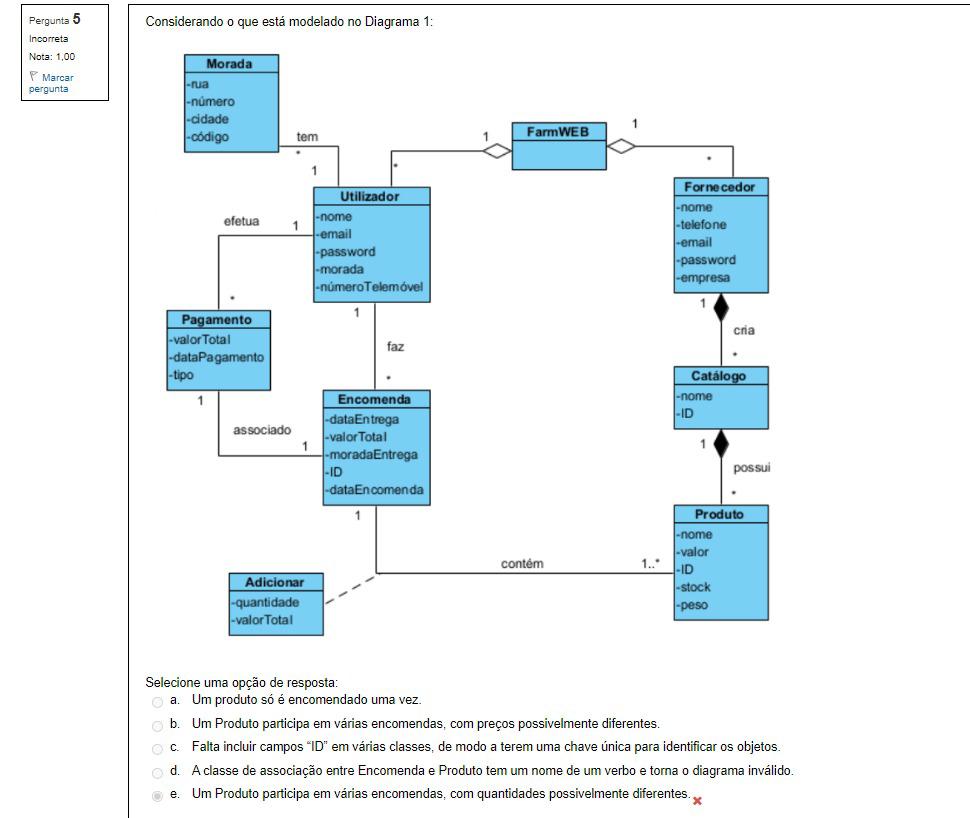 Pergunta 5
Incorreta
Nota: 1,00
Marcar
pergunta
Considerando o que está modelado no Diagrama 1:
Morada
-rua
-número
-cidade
-código
tem
*
1
1
FarmWEB
1
*
*
Utilizador
-nome
-email
-password
-morada
-númeroTelemóvel
Fornecedor
-nome
-telefone
-email
-password
-empresa
efetua
1
*
1
faz
*
1
cria
*
Pagamento
-valorTotal
-dataPagamento
-tipo
1
associado
1
Catálogo
-nome
-ID
1
possui
*
Encomenda
-dataEntrega
-valorTotal
-moradaEntrega
-ID
-dataEncomenda
1
contém
1..*
Produto
-nome
-valor
-ID
-stock
-peso
Adicionar
-quantidade
-valorTotal
Selecione uma opção de resposta:
a. Um produto só é encomendado uma vez.
b. Um Produto participa em várias encomendas, com preços possivelmente diferentes.
c. Falta incluir campos “ID” em várias classes, de modo a terem uma chave única para identificar os objetos.
d. A classe de associação entre Encomenda e Produto tem um nome de um verbo e torna o diagrama inválido.
e. Um Produto participa em várias encomendas, com quantidades possivelmente diferentes.